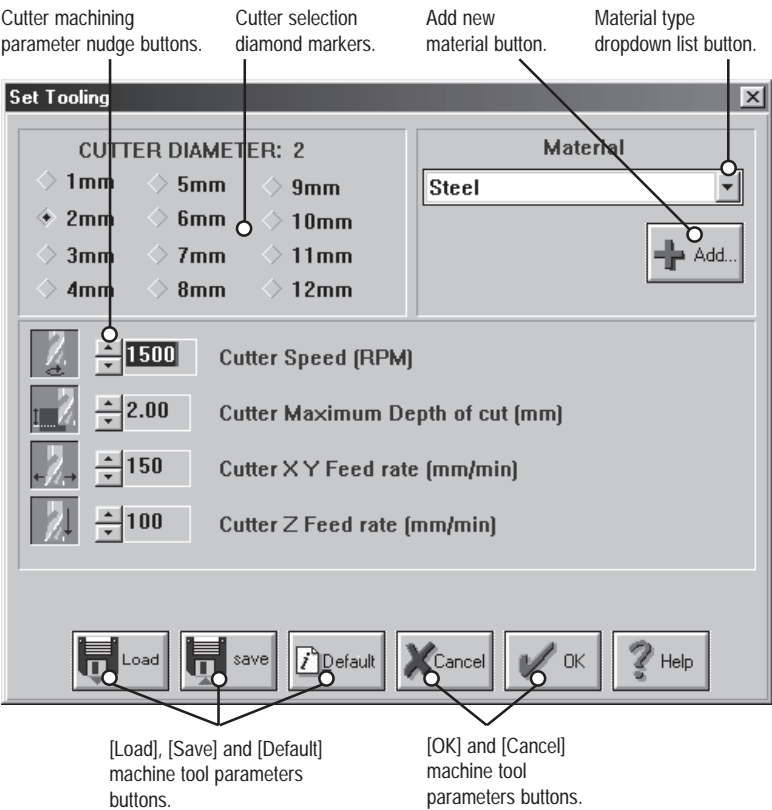 Cutter machining
parameter nudge buttons.
Cutter selection
diamond markers.
Add new
material button.
Material type
dropdown list button.
Set Tooling
CUTTER DIAMETER: 2
1mm
5mm
9mm
2mm
6mm
10mm
3mm
7mm
11mm
4mm
8mm
12mm
Material
Steel
Add...
1500 Cutter Speed (RPM)
2.00 Cutter Maximum Depth of cut (mm)
150 Cutter X Y Feed rate (mm/min)
100 Cutter Z Feed rate (mm/min)
Load
save
Default
Cancel
OK
Help
[Load], [Save] and [Default]
machine tool parameters
buttons.
[OK] and [Cancel]
machine tool
parameters buttons.